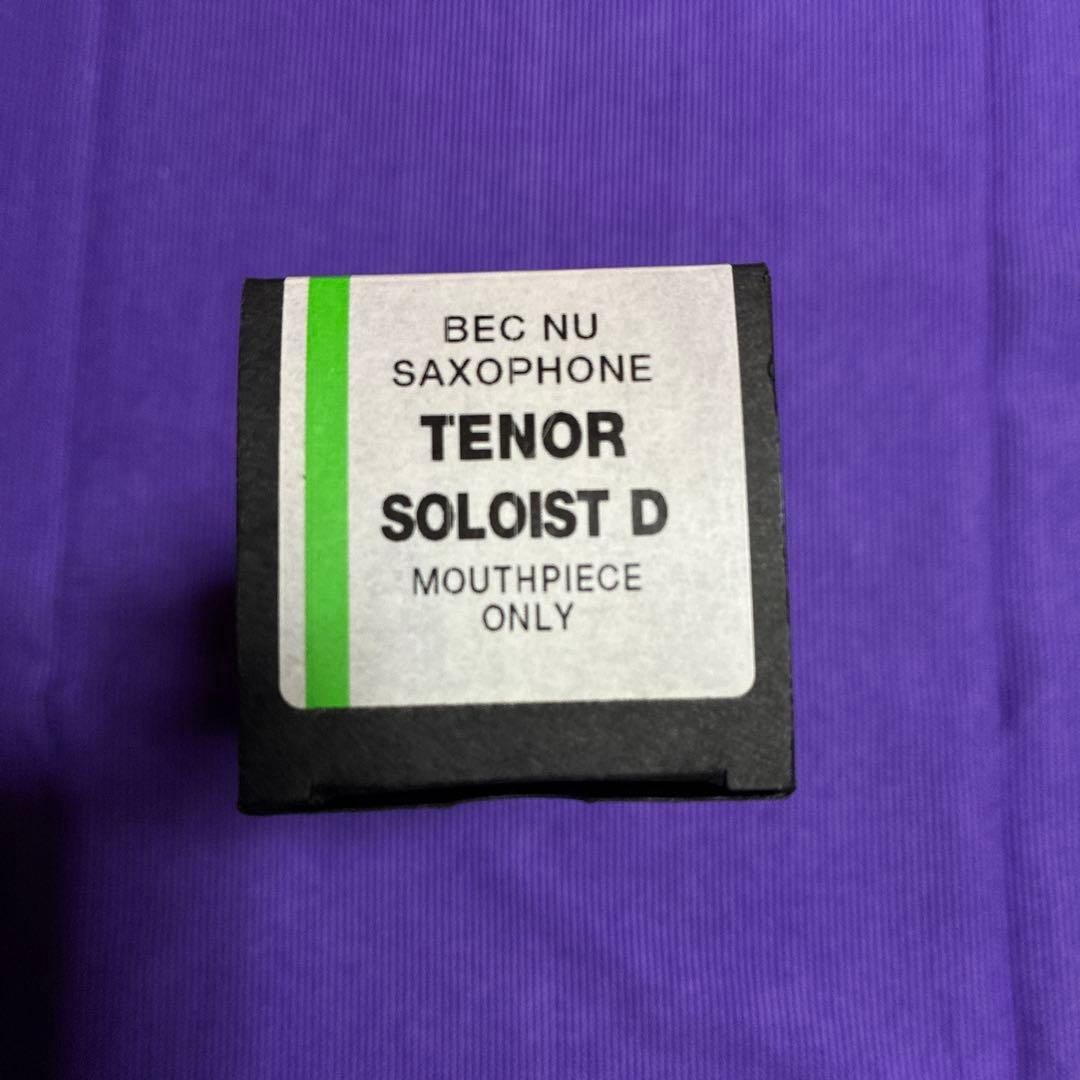 BEC NU
SAXOPHONE
TENOR
SOLOIST D
MOUTHPIECE
ONLY